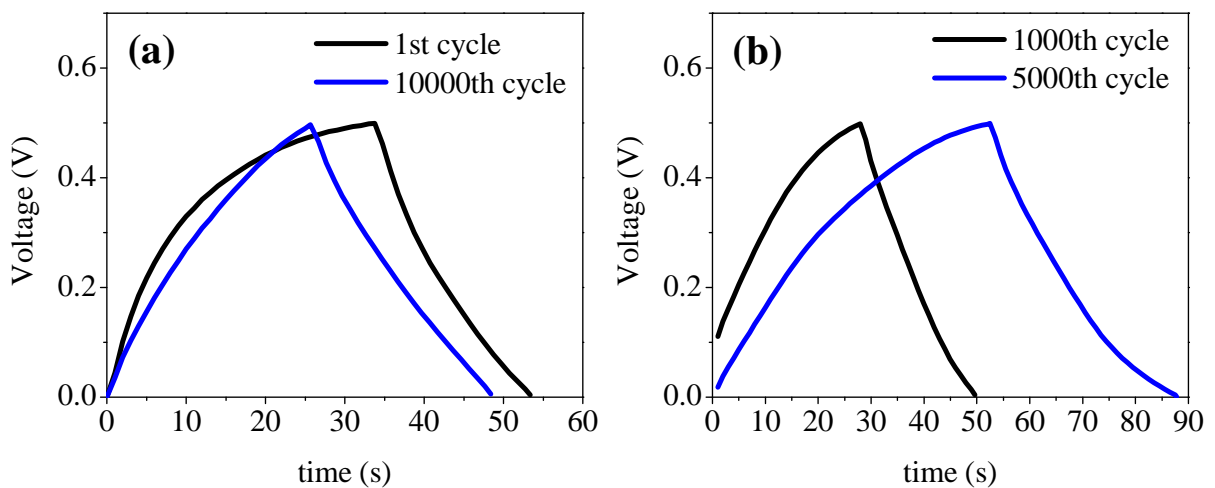 (a)
1st cycle
10000th cycle
Voltage (V)
0.6
0.4
0.2
0.0
0 10 20 30 40 50 60
time (s)
(b)
1000th cycle
5000th cycle
Voltage (V)
0.6
0.4
0.2
0.0
0 10 20 30 40 50 60 70 80 90
time (s)